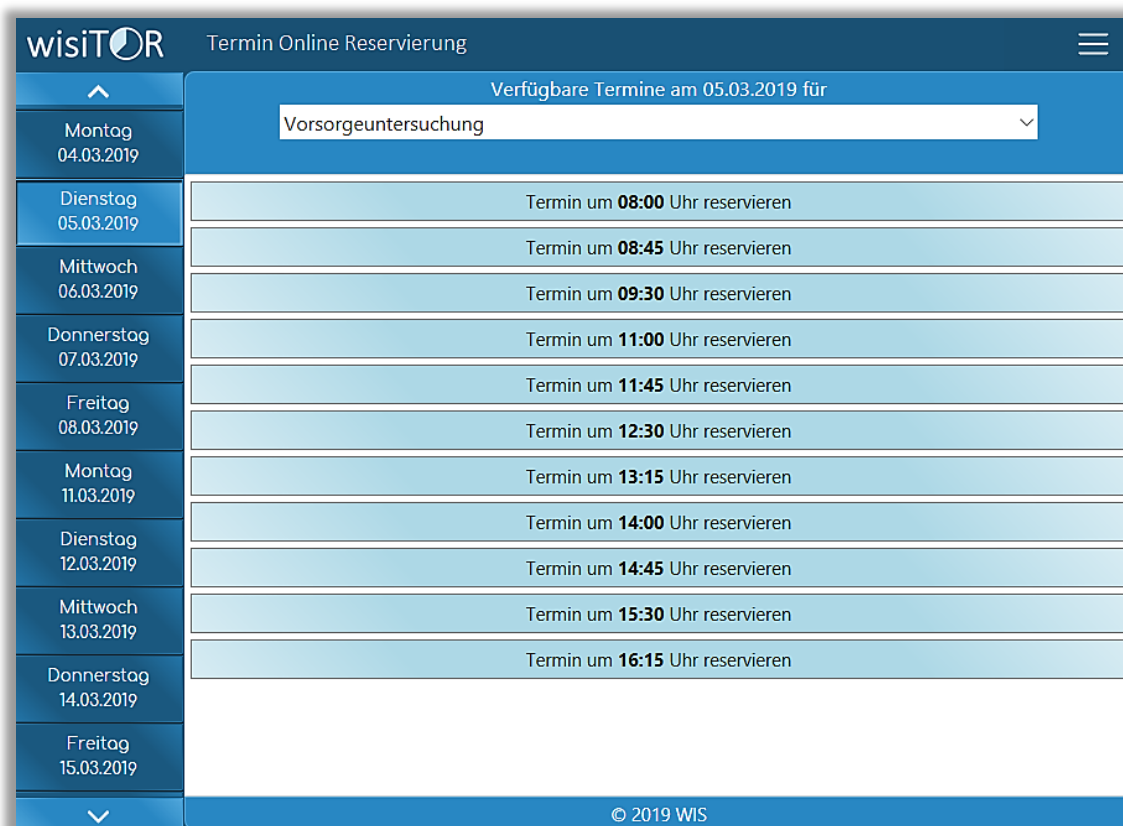 wisiTOR
Termin Online Reservierung
Montag
04.03.2019
Dienstag
05.03.2019
Mittwoch
06.03.2019
Donnerstag
07.03.2019
Freitag
08.03.2019
Montag
11.03.2019
Dienstag
12.03.2019
Mittwoch
13.03.2019
Donnerstag
14.03.2019
Freitag
15.03.2019
Verfügbare Termine am 05.03.2019 für
Vorsorgeuntersuchung
Termin um 08:00 Uhr reservieren
Termin um 08:45 Uhr reservieren
Termin um 09:30 Uhr reservieren
Termin um 11:00 Uhr reservieren
Termin um 11:45 Uhr reservieren
Termin um 12:30 Uhr reservieren
Termin um 13:15 Uhr reservieren
Termin um 14:00 Uhr reservieren
Termin um 14:45 Uhr reservieren
Termin um 15:30 Uhr reservieren
Termin um 16:15 Uhr reservieren
© 2019 WIS